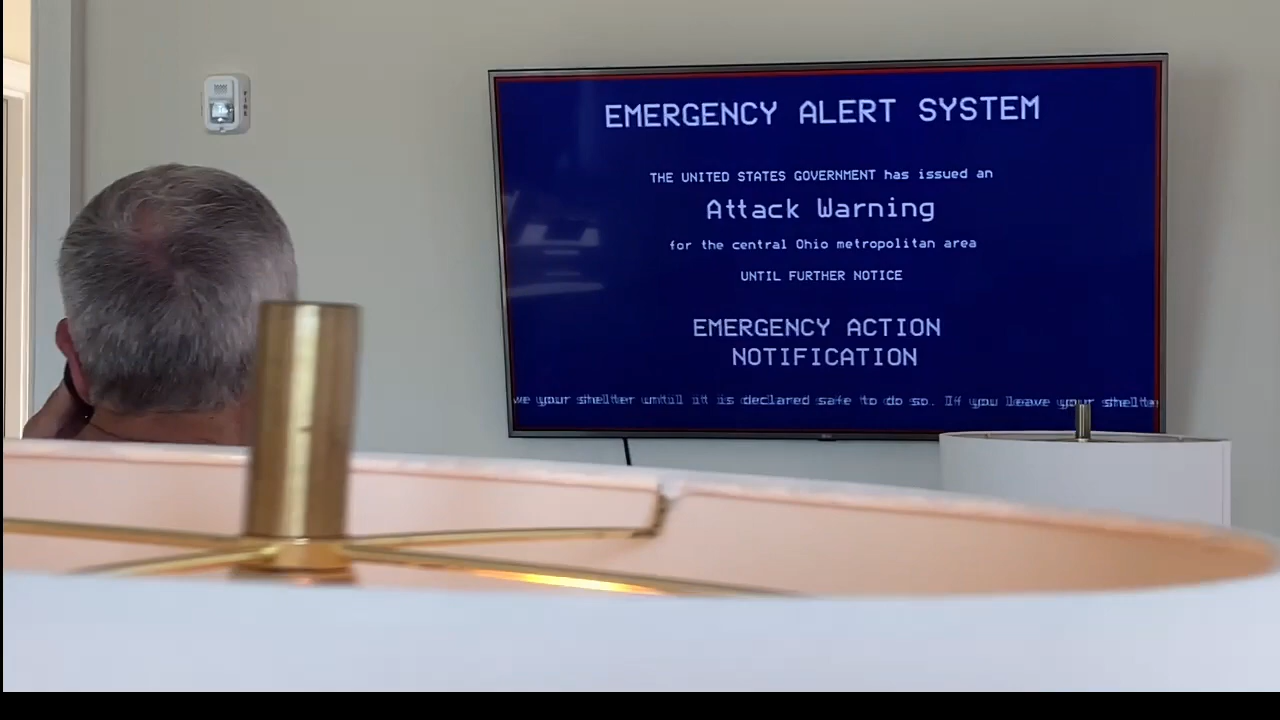 FIRE
EMERGENCY ALERT SYSTEM
THE UNITED STATES GOVERNMENT has issued an
Attack Warning
for the central Ohio metropolitan area
UNTIL FURTHER NOTICE
EMERGENCY ACTION
NOTIFICATION
ve your shelter until it is declared safe to do so. If you leave your shelter